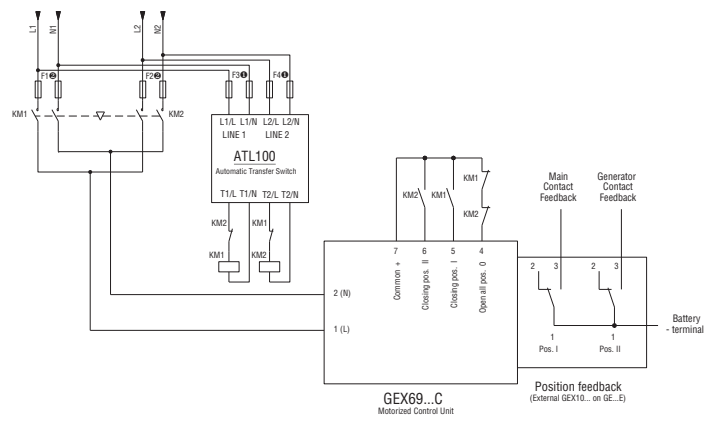 L1 N1 L2 N2
F1❷ F2❷ F3❶ F4❶
KM1 KM2
L1/L L1/N L2/L L2/N
LINE 1 LINE 2
ATL100
Automatic Transfer Switch
T1/L T1/N T2/L T2/N
KM2 KM1
KM1 KM2
KM2 KM1 KM1
KM2
Main
Contact
Feedback
Generator
Contact
Feedback
7 6 5 4
Common +
Closing pos. II
Closing pos. I
Open all pos. 0
2 3 2 3
2 (N)
1 (L)
1 1
Pos. I Pos. II
Battery
- terminal
GEX69...C
Motorized Control Unit
Position feedback
(External GEX10... on GE...E)